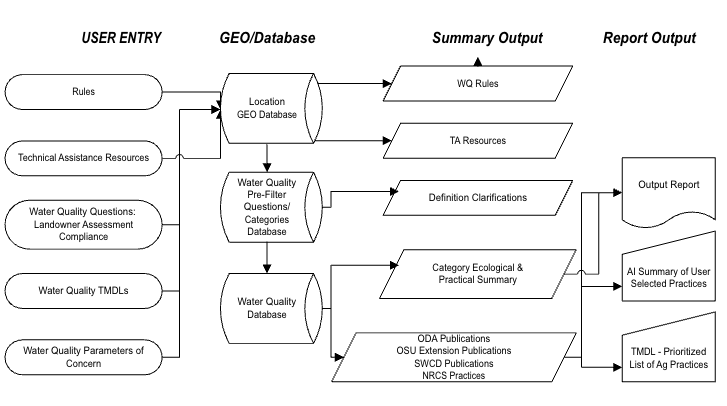 USER ENTRY
GEO/Database
Summary Output
Report Output
Rules
Technical Assistance Resources
Water Quality Questions:
Landowner Assessment
Compliance
Water Quality TMDLs
Water Quality Parameters of
Concern
Location
GEO Database
Water Quality
Pre-Filter
Questions/
Categories
Database
Water Quality
Database
WQ Rules
TA Resources
Definition Clarifications
Category Ecological &
Practical Summary
ODA Publications
OSU Extension Publications
SWCD Publications
NRCS Practices
Output Report
AI Summary of User
Selected Practices
TMDL - Prioritized
List of Ag Practices